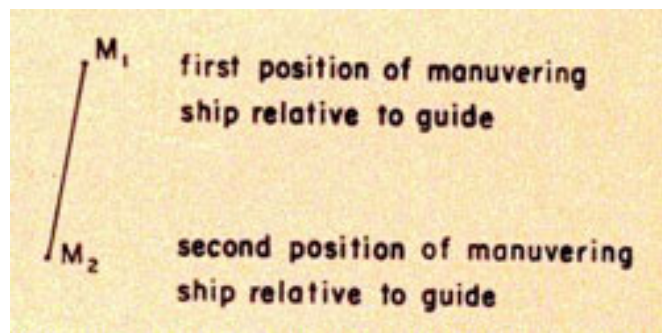 M₁ first position of manuvering
ship relative to guide
M₂ second position of manuvering
ship relative to guide